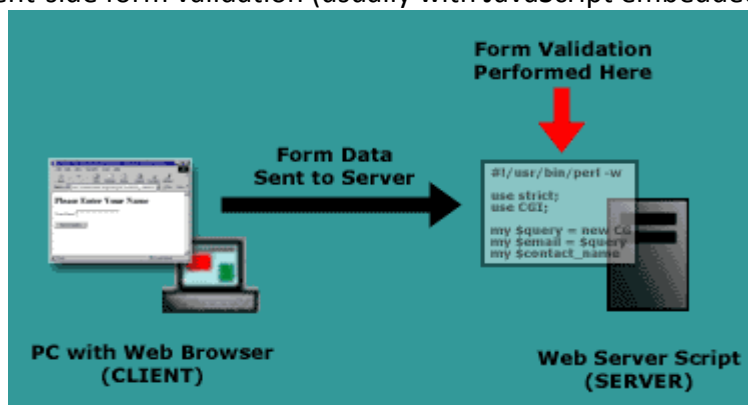 ent-side form validation (usually with JavaScript embedde
Form Validation
Performed Here
Form Data
Sent to Server
Please Enter Your Name
#!/usr/bin/perl -w
use strict;
use CGI;
my $query = new CG
my $email = $query
my $contact_name
PC with Web Browser
(CLIENT)
Web Server Script
(SERVER)